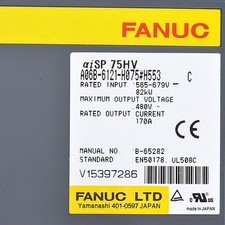 FANUC
αiSP 75HV
A06B-6121-H075#H553 C
RATED INPUT 565-679V⎓
82kW
MAXIMUM OUTPUT VOLTAGE
480V~
RATED OUTPUT CURRENT
170A
MANUAL B-65282
STANDARD EN50178, UL508C
V15397286
FANUC LTD
Yamanashi 401-0597 JAPAN
MADE IN JAPAN